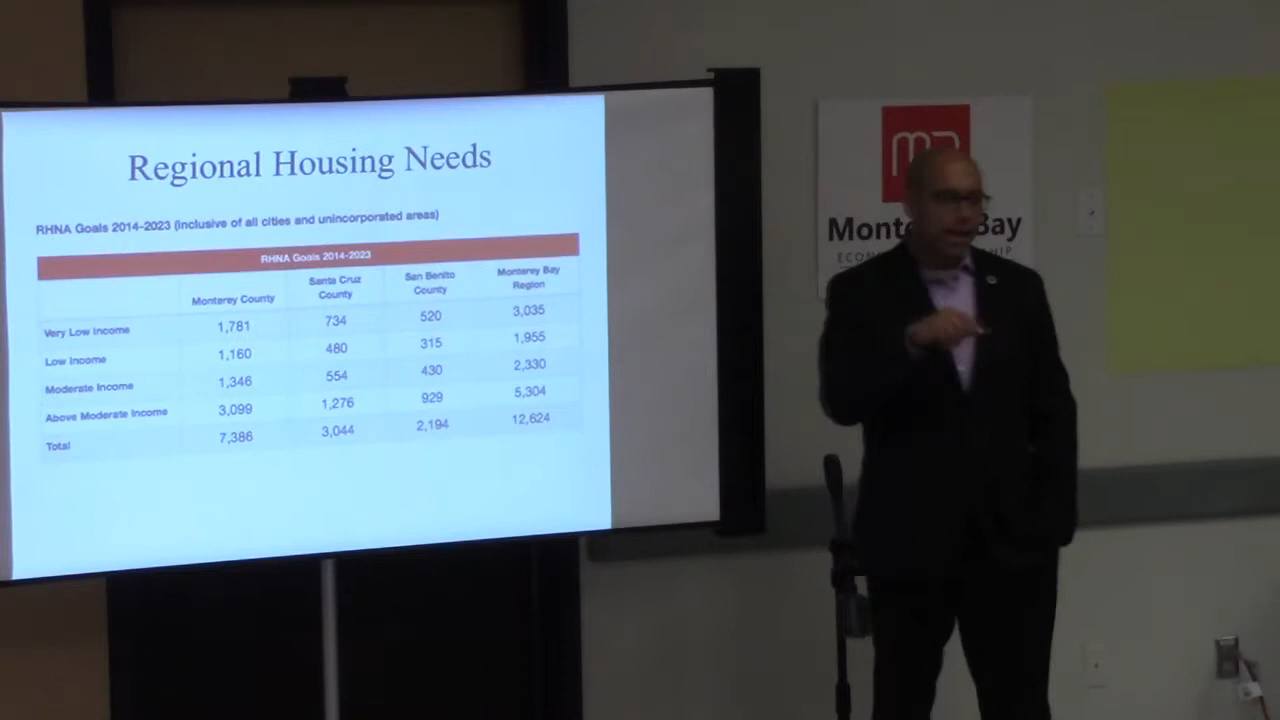 Regional Housing Needs
RHNA Goals 2014-2023 (inclusive of all cities and unincorporated areas)
RHNA Goals 2014-2023
Monterey County Santa Cruz County San Benito County Monterey Bay Region
Very Low Income 1,781 734 520 3,035
Low Income 1,160 480 315 1,955
Moderate Income 1,346 554 430 2,330
Above Moderate Income 3,099 1,276 929 5,304
Total 7,386 3,044 2,194 12,624
Bay